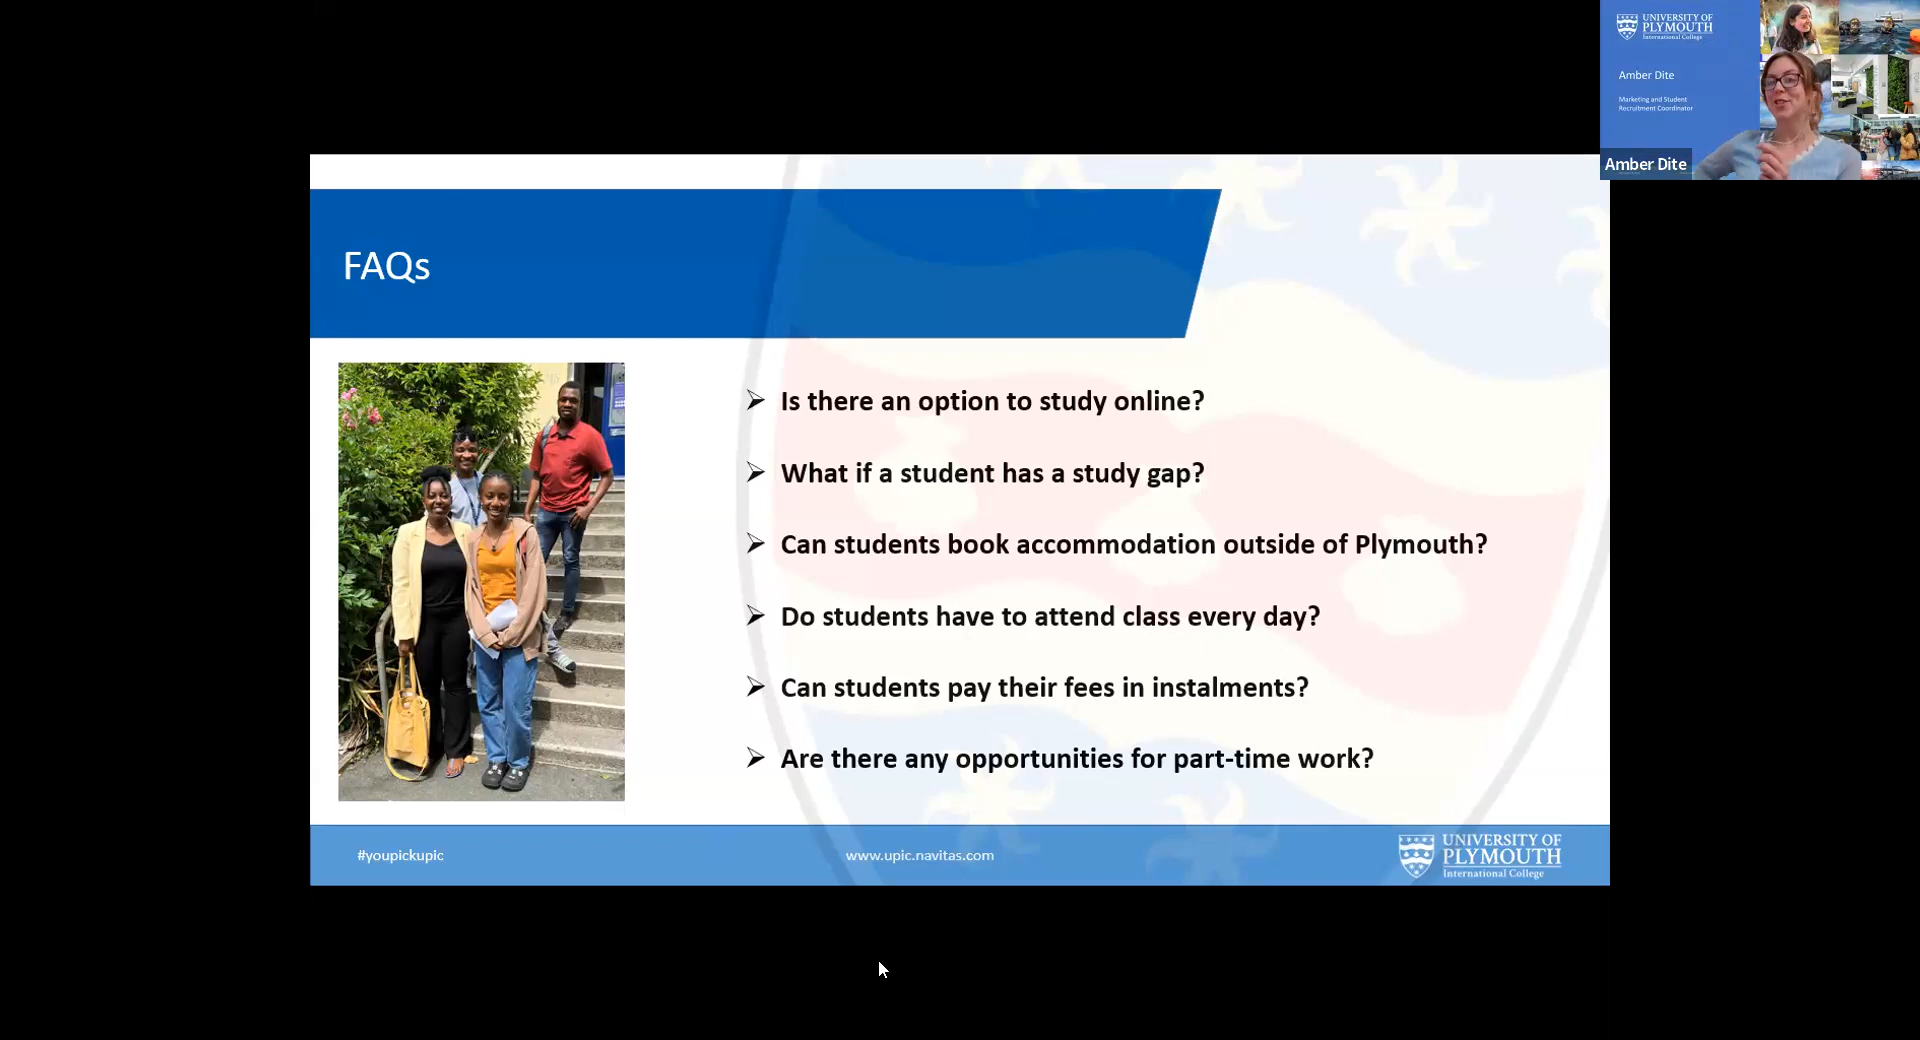 UNIVERSITY OF
PLYMOUTH
International College
Amber Dite
Marketing and Student
Recruitment Coordinator
Amber Dite
FAQs
Is there an option to study online?
What if a student has a study gap?
Can students book accommodation outside of Plymouth?
Do students have to attend class every day?
Can students pay their fees in instalments?
Are there any opportunities for part-time work?
#youpickupic
www.upic.navitas.com
UNIVERSITY OF
PLYMOUTH
International College